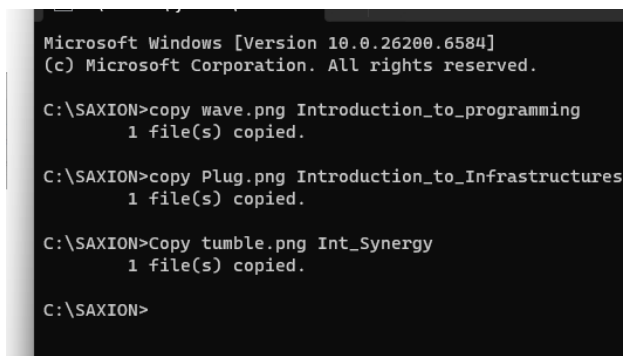 Microsoft Windows [Version 10.0.26200.6584]
(c) Microsoft Corporation. All rights reserved.
C:\SAXION>copy wave.png Introduction_to_programming
1 file(s) copied.
C:\SAXION>copy Plug.png Introduction_to_Infrastructures
1 file(s) copied.
C:\SAXION>Copy tumble.png Int_Synergy
1 file(s) copied.
C:\SAXION>